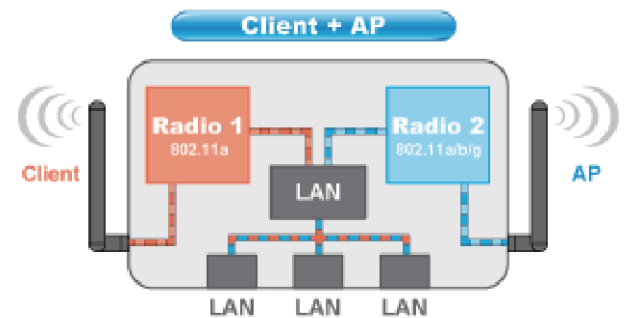 Client + AP
Radio 1
802.11a
Radio 2
802.11a/b/g
Client
AP
LAN
LAN
LAN
LAN